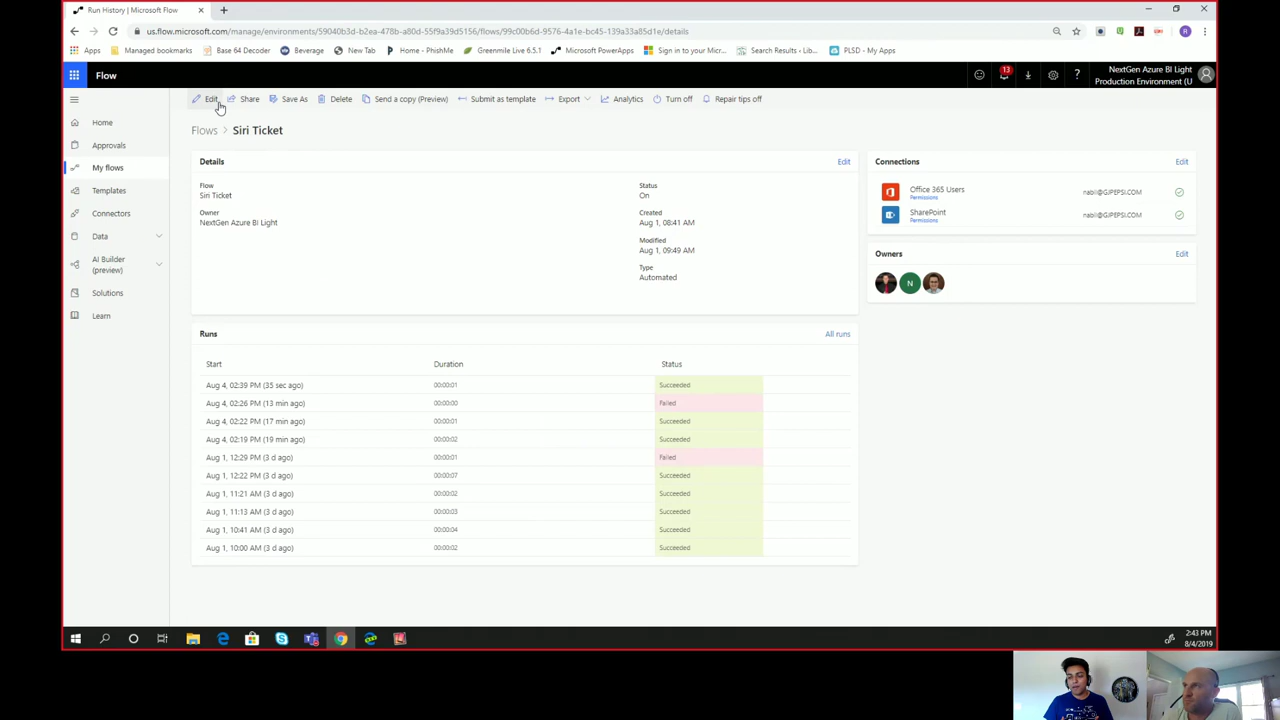 Run History | Microsoft Flow
us.flow.microsoft.com/manage/environments/59040b3d-b2ea-478b-a80d-55f9a39d5156/flows/99c00b6d-9576-4a1e-bc45-139a33a85d1e/details
Apps Managed bookmarks Base 64 Decoder Beverage New Tab Home - PhishMe Greenmile Live 6.5.1 Microsoft PowerApps Sign in to your Micr... Search Results ‹ Lib... PLSD - My Apps
Flow
13
?
NextGen Azure BI Light
Production Environment (U
Edit Share Save As Delete Send a copy (Preview) Submit as template Export Analytics Turn off Repair tips off
Home
Approvals
My flows
Templates
Connectors
Data
AI Builder
(preview)
Solutions
Learn
Flows > Siri Ticket
Details Edit
Flow
Siri Ticket
Owner
NextGen Azure BI Light
Status
On
Created
Aug 1, 08:41 AM
Modified
Aug 1, 09:49 AM
Type
Automated
Connections Edit
Office 365 Users nabil@GJPEPSI.COM
Permissions
SharePoint nabil@GJPEPSI.COM
Permissions
Owners Edit
N
Runs All runs
Start Duration Status
Aug 4, 02:39 PM (35 sec ago) 00:00:01 Succeeded
Aug 4, 02:26 PM (13 min ago) 00:00:00 Failed
Aug 4, 02:22 PM (17 min ago) 00:00:01 Succeeded
Aug 4, 02:19 PM (19 min ago) 00:00:02 Succeeded
Aug 1, 12:29 PM (3 d ago) 00:00:01 Failed
Aug 1, 12:22 PM (3 d ago) 00:00:07 Succeeded
Aug 1, 11:21 AM (3 d ago) 00:00:02 Succeeded
Aug 1, 11:13 AM (3 d ago) 00:00:03 Succeeded
Aug 1, 10:41 AM (3 d ago) 00:00:04 Succeeded
Aug 1, 10:00 AM (3 d ago) 00:00:02 Succeeded
2:43 PM
8/4/2019